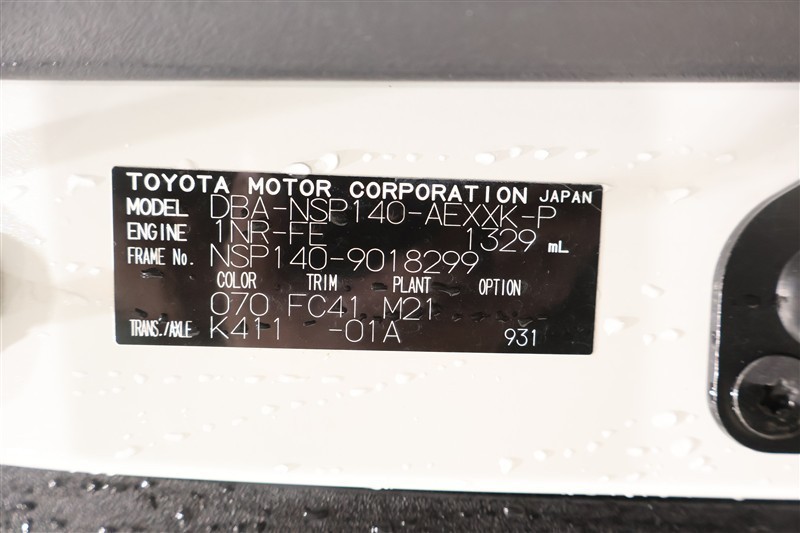 TOYOTA MOTOR CORPORATION JAPAN
MODEL DBA-NSP140-AEXXK-P
ENGINE 1NR-FE 1329 mL
FRAME No. NSP140-9018299
COLOR TRIM PLANT OPTION
070 FC41 M21
TRANS./AXLE K411 -01A 931